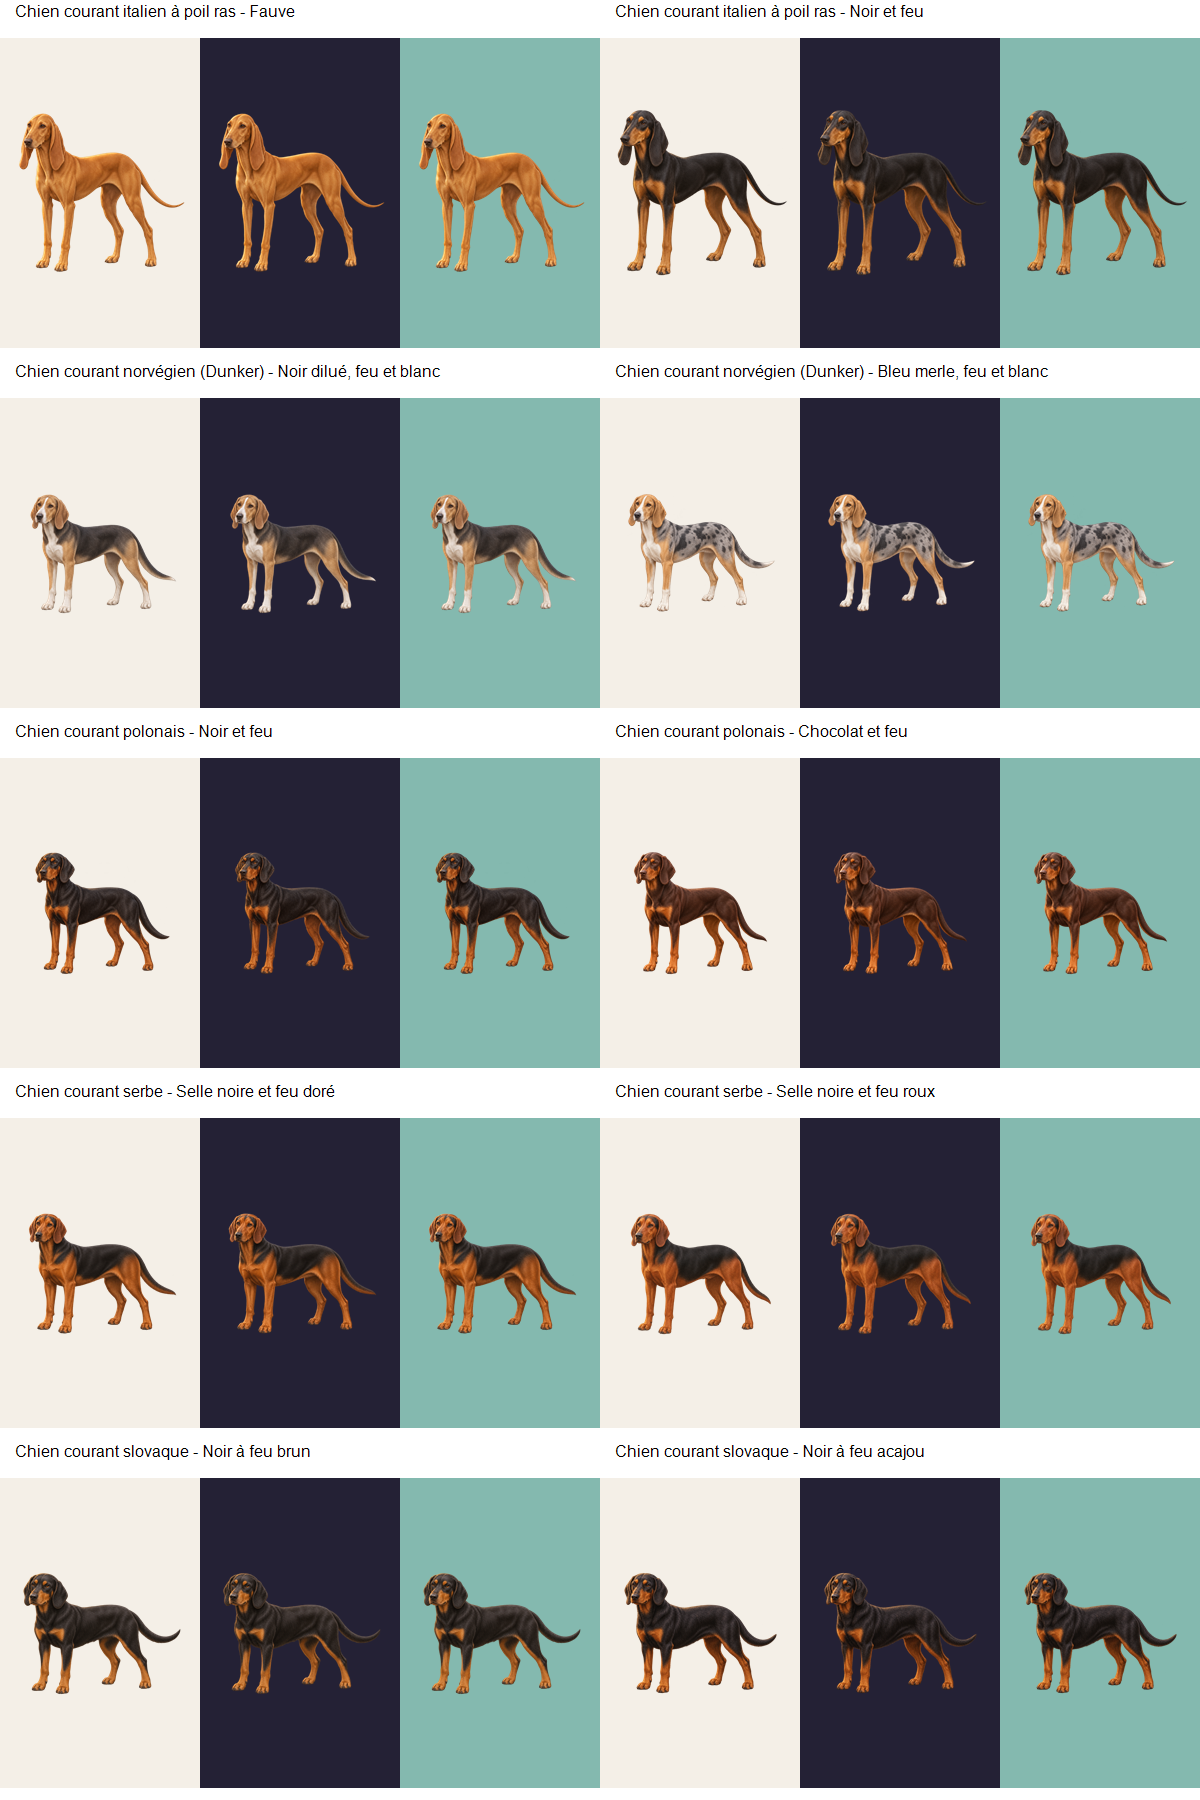 Chien courant italien à poil ras - Fauve
Chien courant italien à poil ras - Noir et feu
Chien courant norvégien (Dunker) - Noir dilué, feu et blanc
Chien courant norvégien (Dunker) - Bleu merle, feu et blanc
Chien courant polonais - Noir et feu
Chien courant polonais - Chocolat et feu
Chien courant serbe - Selle noire et feu doré
Chien courant serbe - Selle noire et feu roux
Chien courant slovaque - Noir à feu brun
Chien courant slovaque - Noir à feu acajou